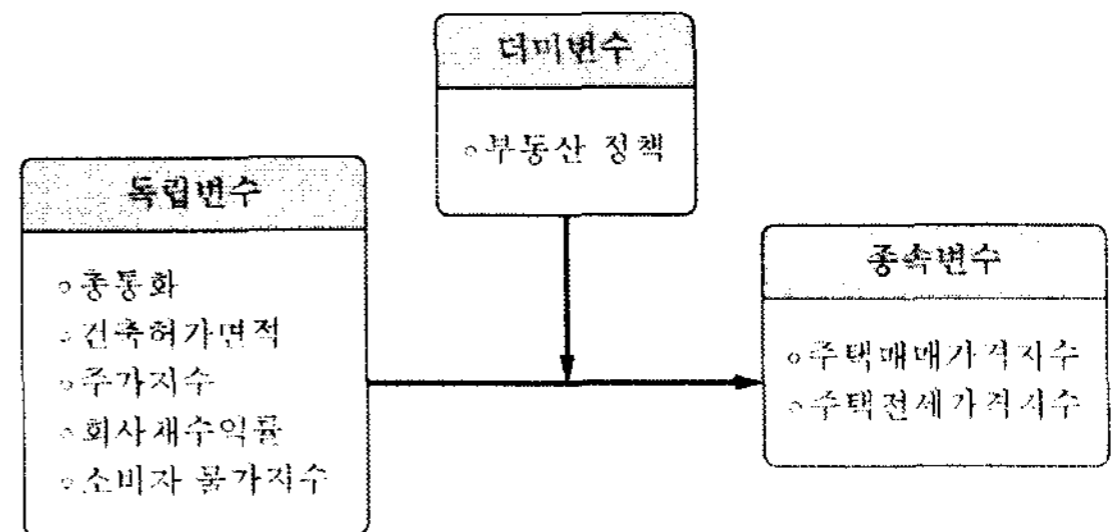 더미변수
○부동산 정책
독립변수
○총통화
○건축허가면적
○주가지수
○회사채수익률
○소비자 물가지수
종속변수
○주택매매가격지수
○주택전세가격지수